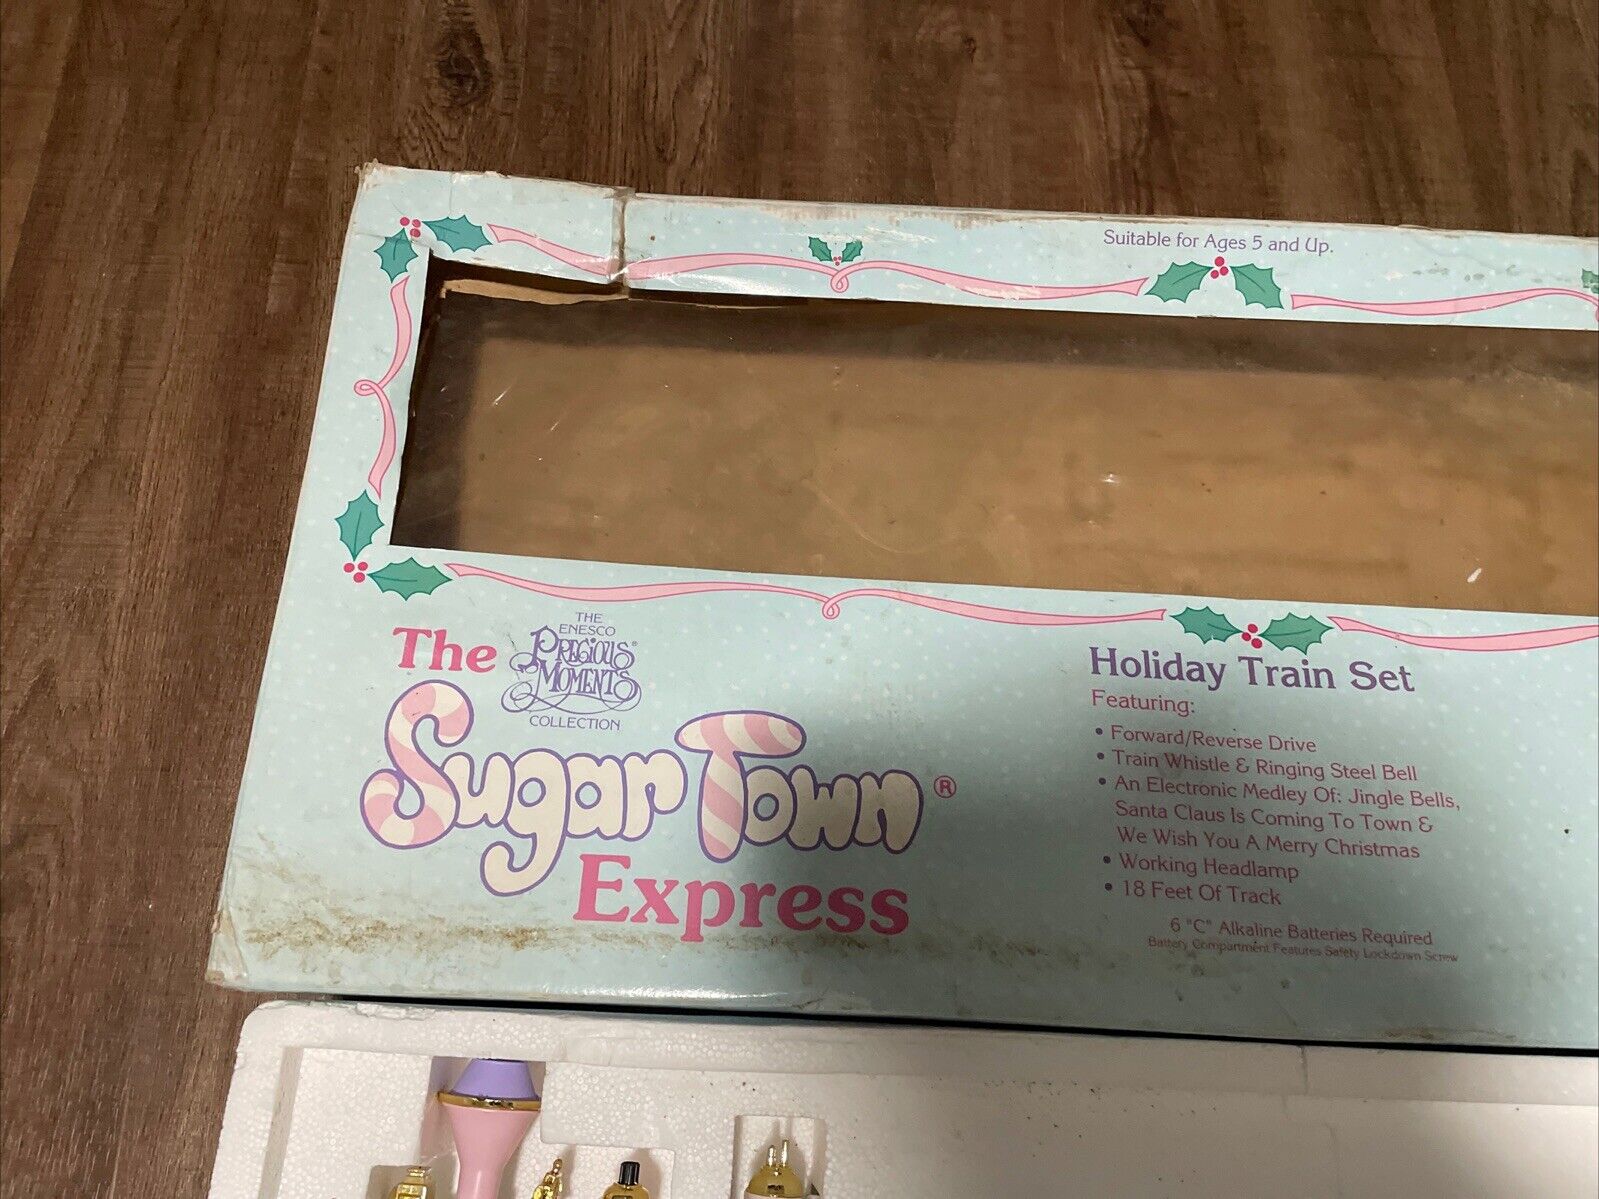 Suitable for Ages 5 and Up.
The
THE
ENESCO
PRECIOUS®
MOMENTS
COLLECTION
Sugar Town®
Express
Holiday Train Set
Featuring:
• Forward/Reverse Drive
• Train Whistle & Ringing Steel Bell
• An Electronic Medley Of: Jingle Bells,
Santa Claus Is Coming To Town &
We Wish You A Merry Christmas
• Working Headlamp
• 18 Feet Of Track
6 "C" Alkaline Batteries Required
Battery Compartment Features Safety Lockdown Screw